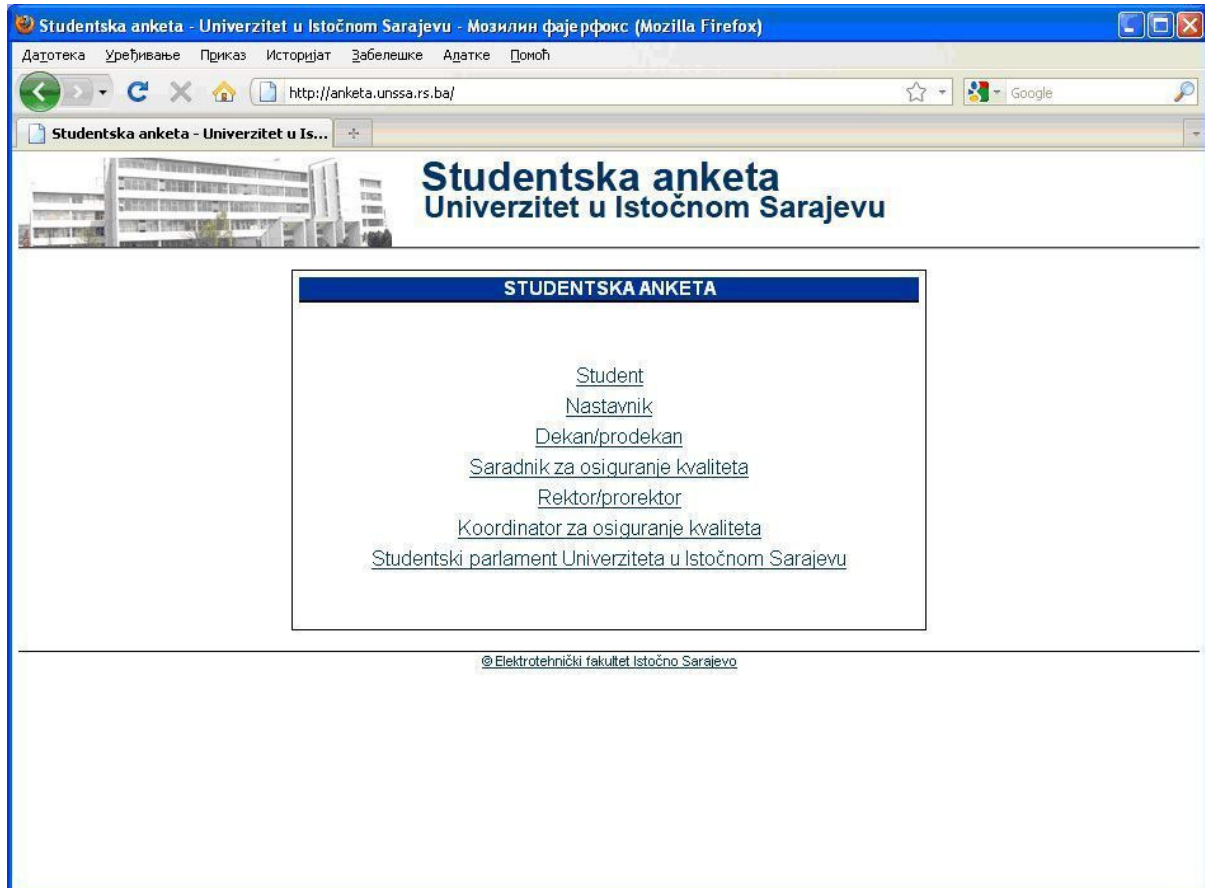 Studentska anketa - Univerzitet u Istočnom Sarajevu - Мозилин фајерфокс (Mozilla Firefox)
Датотека Уређивање Приказ Историјат Забелешке Алатке Помоћ
http://anketa.unssa.rs.ba/ Google
Studentska anketa - Univerzitet u Is...
Studentska anketa
Univerzitet u Istočnom Sarajevu
STUDENTSKA ANKETA
Student
Nastavnik
Dekan/prodekan
Saradnik za osiguranje kvaliteta
Rektor/prorektor
Koordinator za osiguranje kvaliteta
Studentski parlament Univerziteta u Istočnom Sarajevu
© Elektrotehnički fakultet Istočno Sarajevo